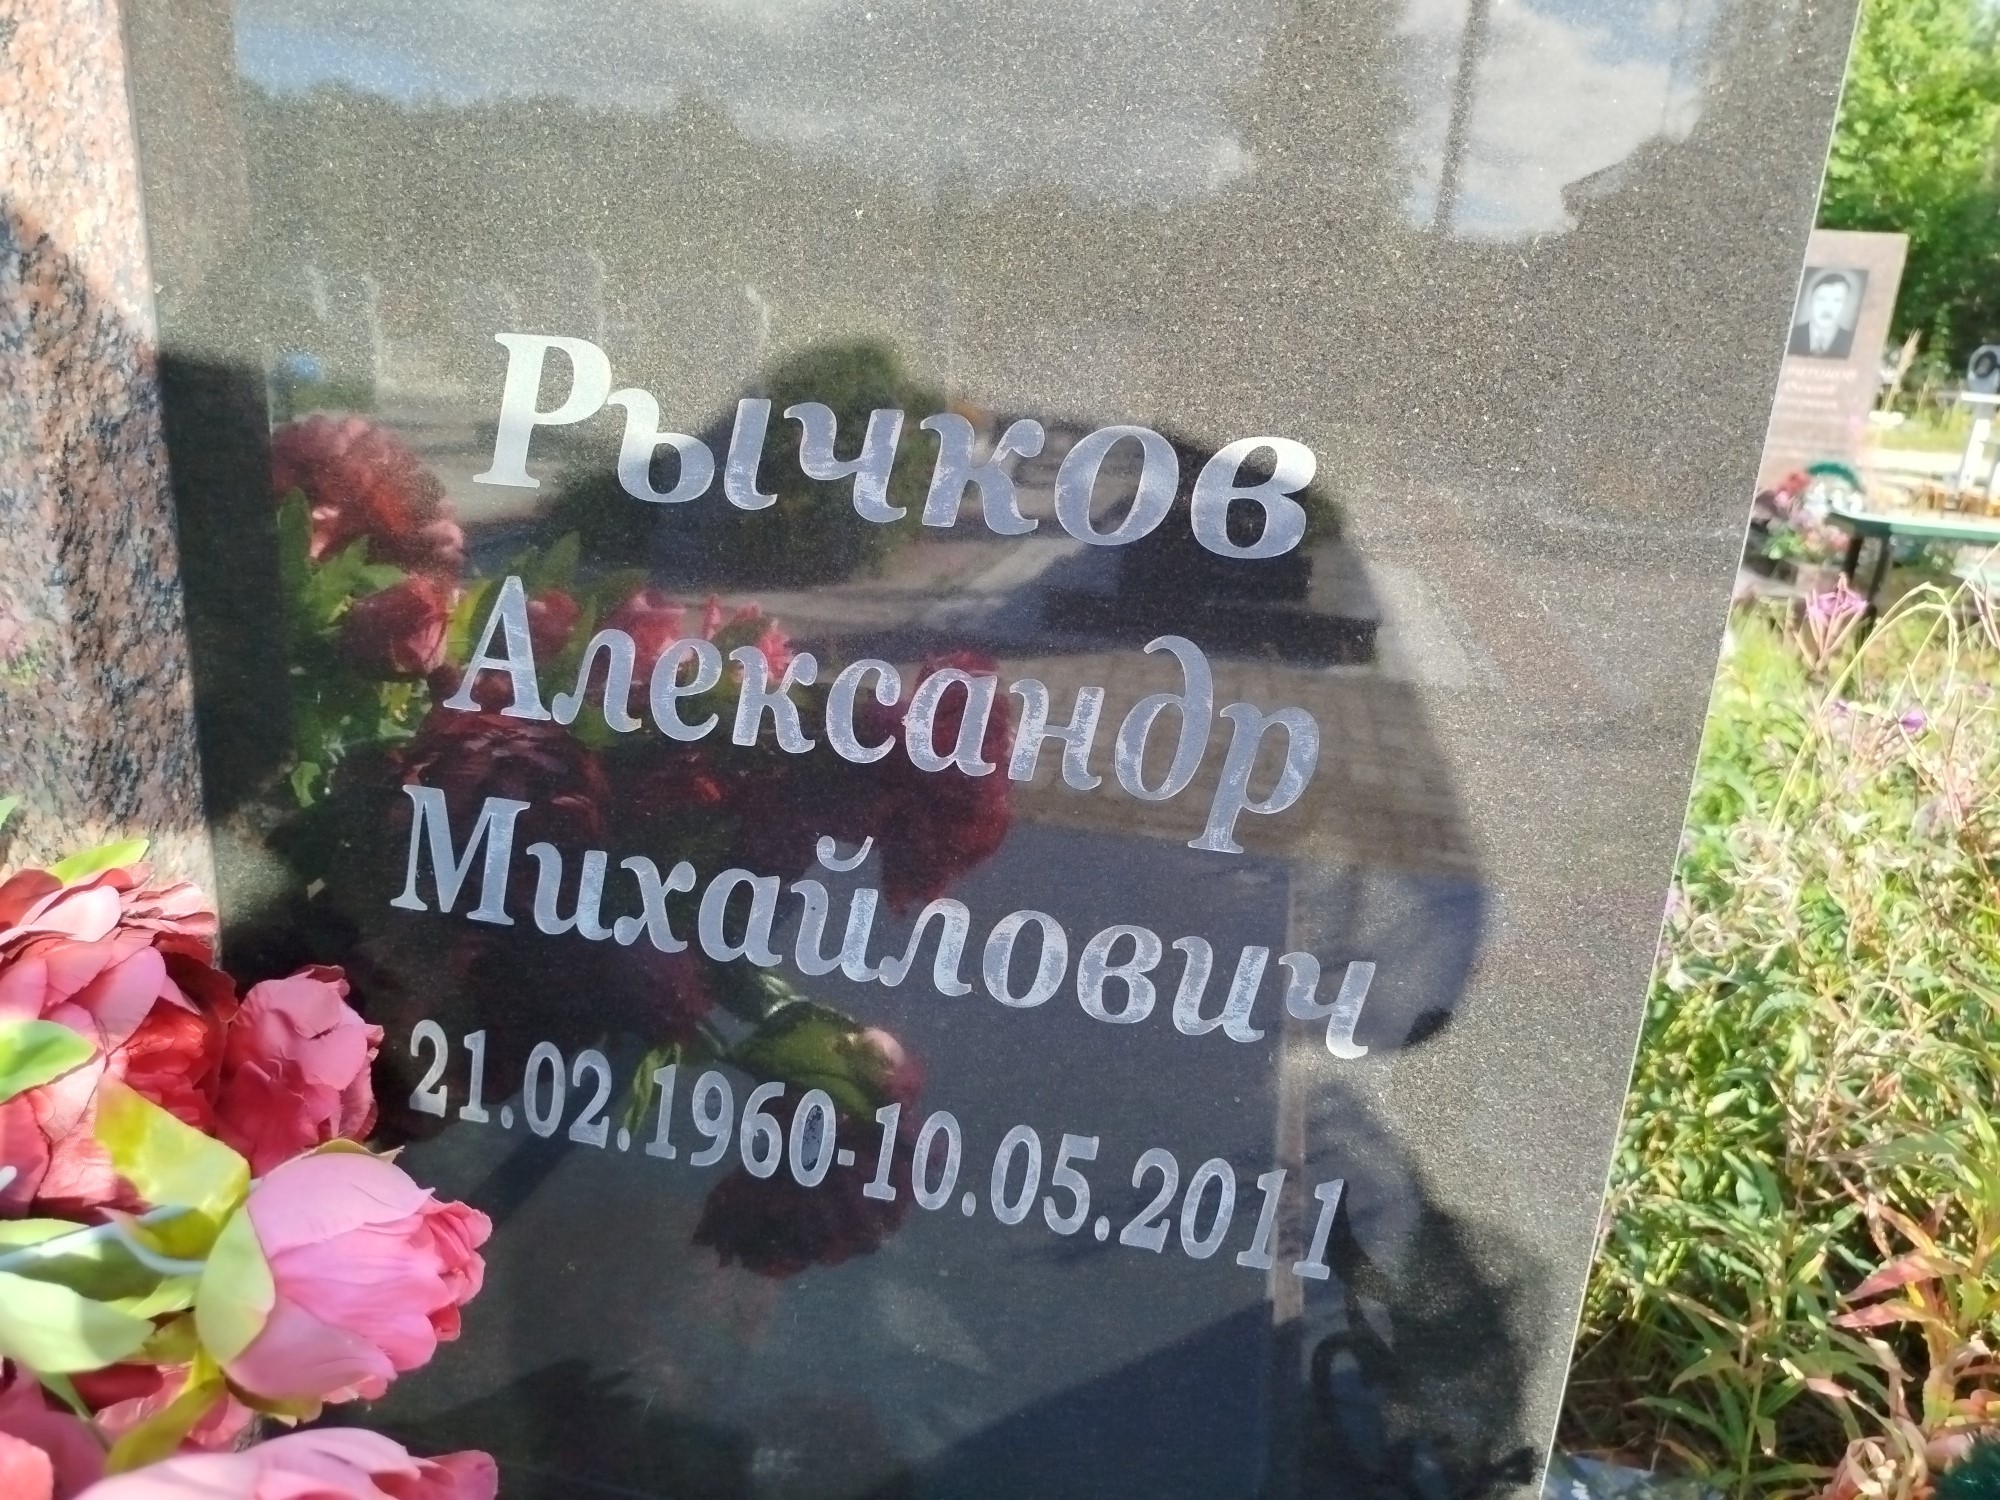 Рычков
Александр
Михайлович
21.02.1960-10.05.2011